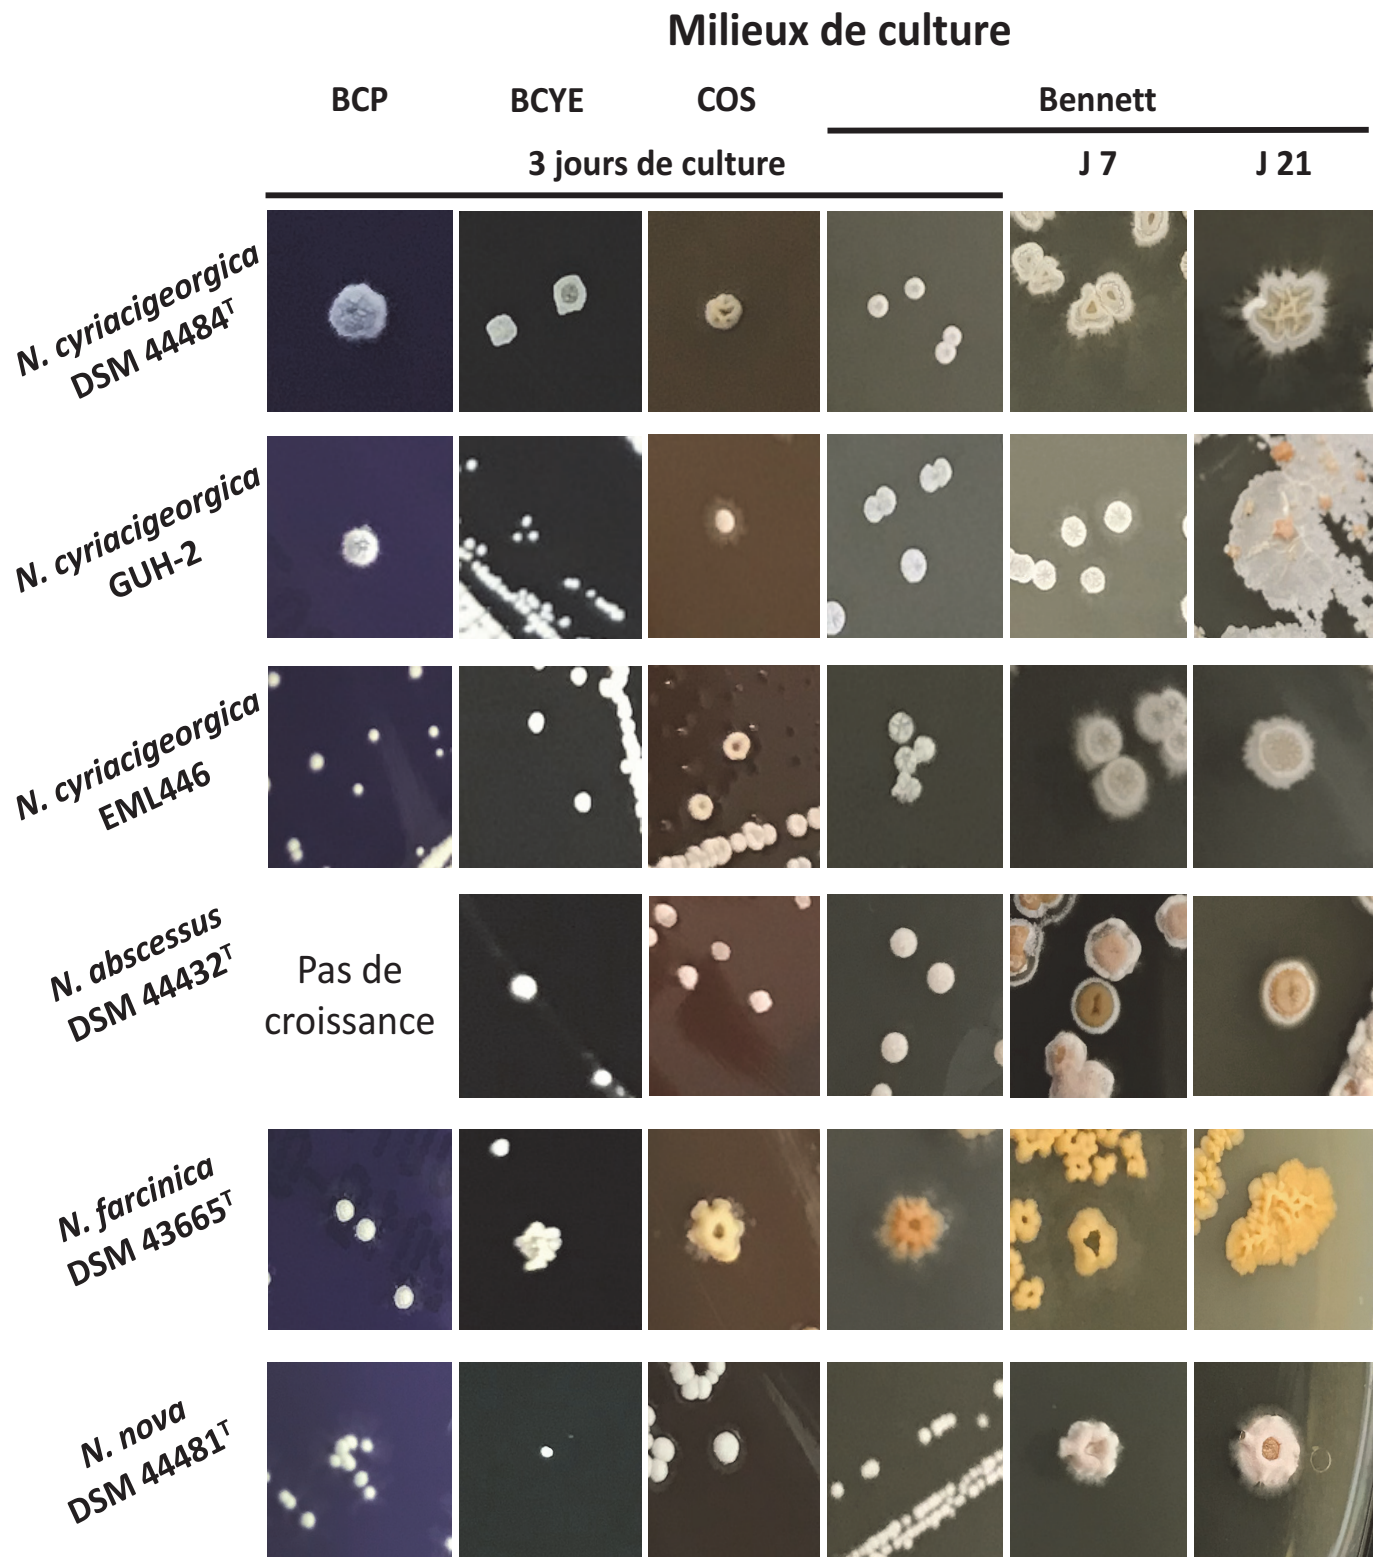 Milieux de culture
BCP
BCYE
COS
Bennett
3 jours de culture
J 7
J 21
N. cyriacigeorgica
DSM 44484ᵀ
N. cyriacigeorgica
GUH-2
N. cyriacigeorgica
EML446
N. abscessus
DSM 44432ᵀ
Pas de
croissance
N. farcinica
DSM 43665ᵀ
N. nova
DSM 44481ᵀ